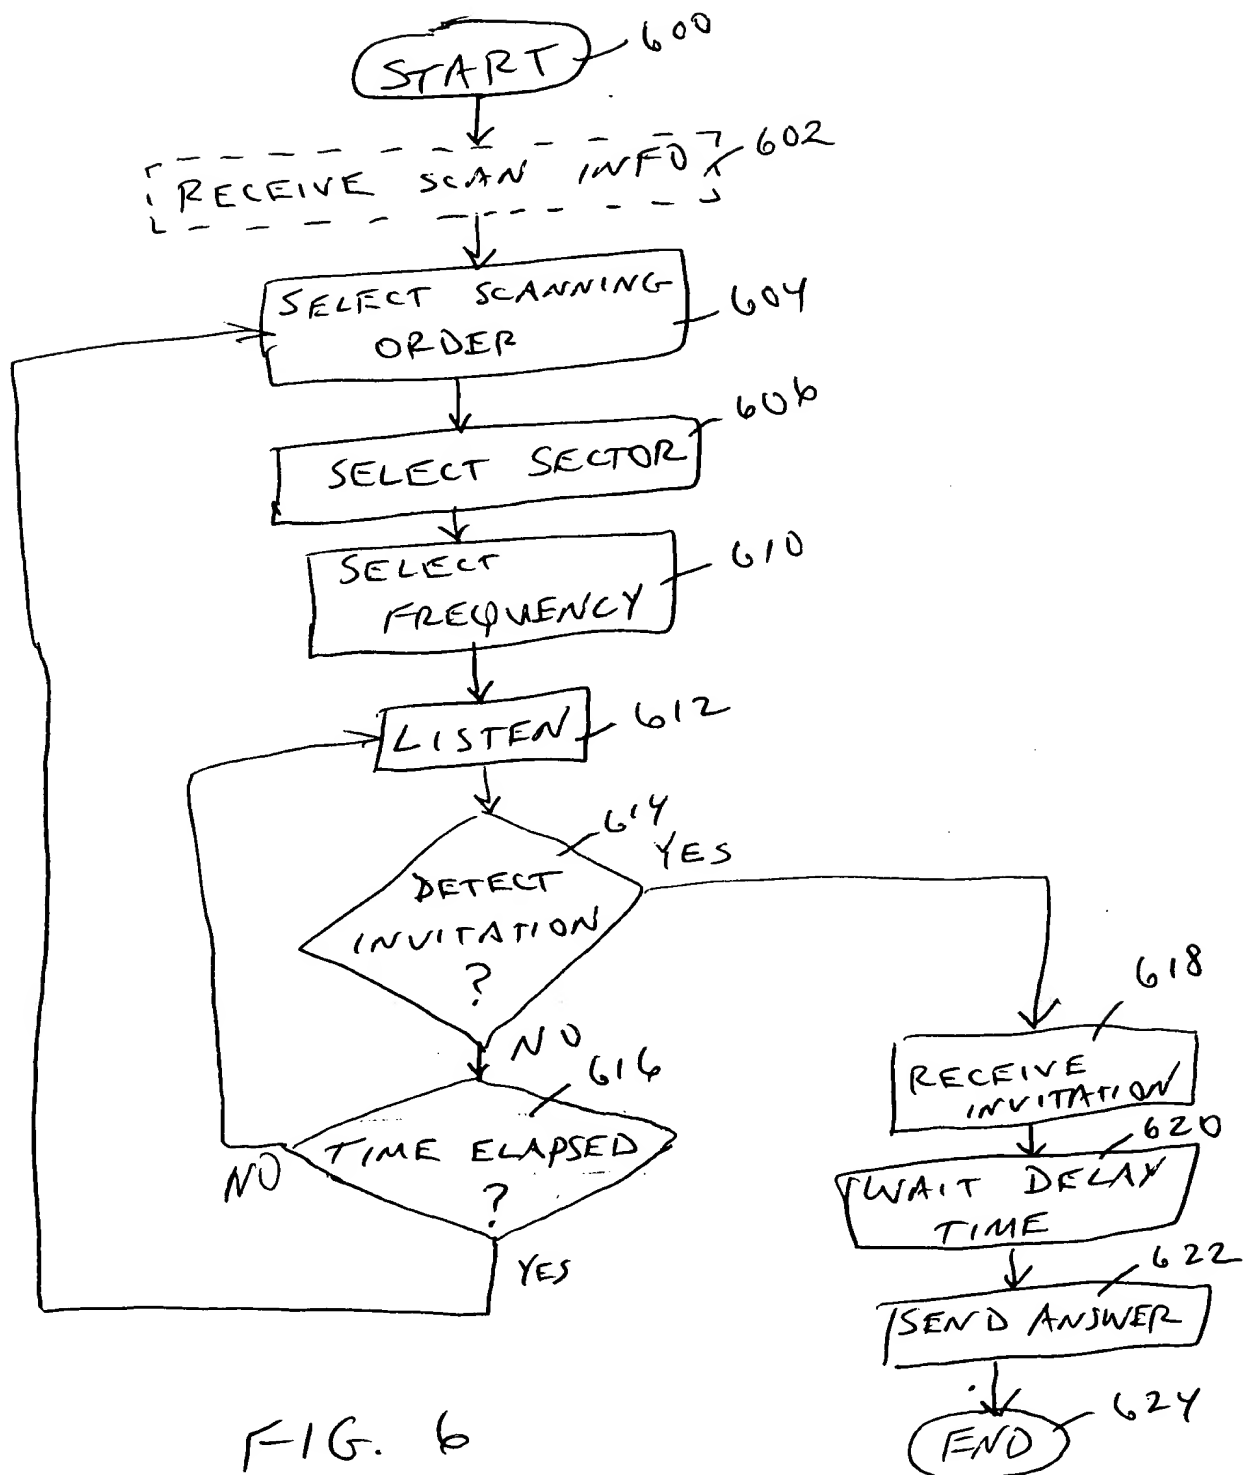 START
600
RECEIVE SCAN INFO
602
SELECT SCANNING
ORDER
604
SELECT SECTOR
606
SELECT
FREQUENCY
610
LISTEN
612
614
DETECT
INVITATION
?
YES
NO
616
TIME ELAPSED
?
NO
YES
618
RECEIVE
INVITATION
620
WAIT DELAY
TIME
622
SEND ANSWER
END
624
FIG. 6